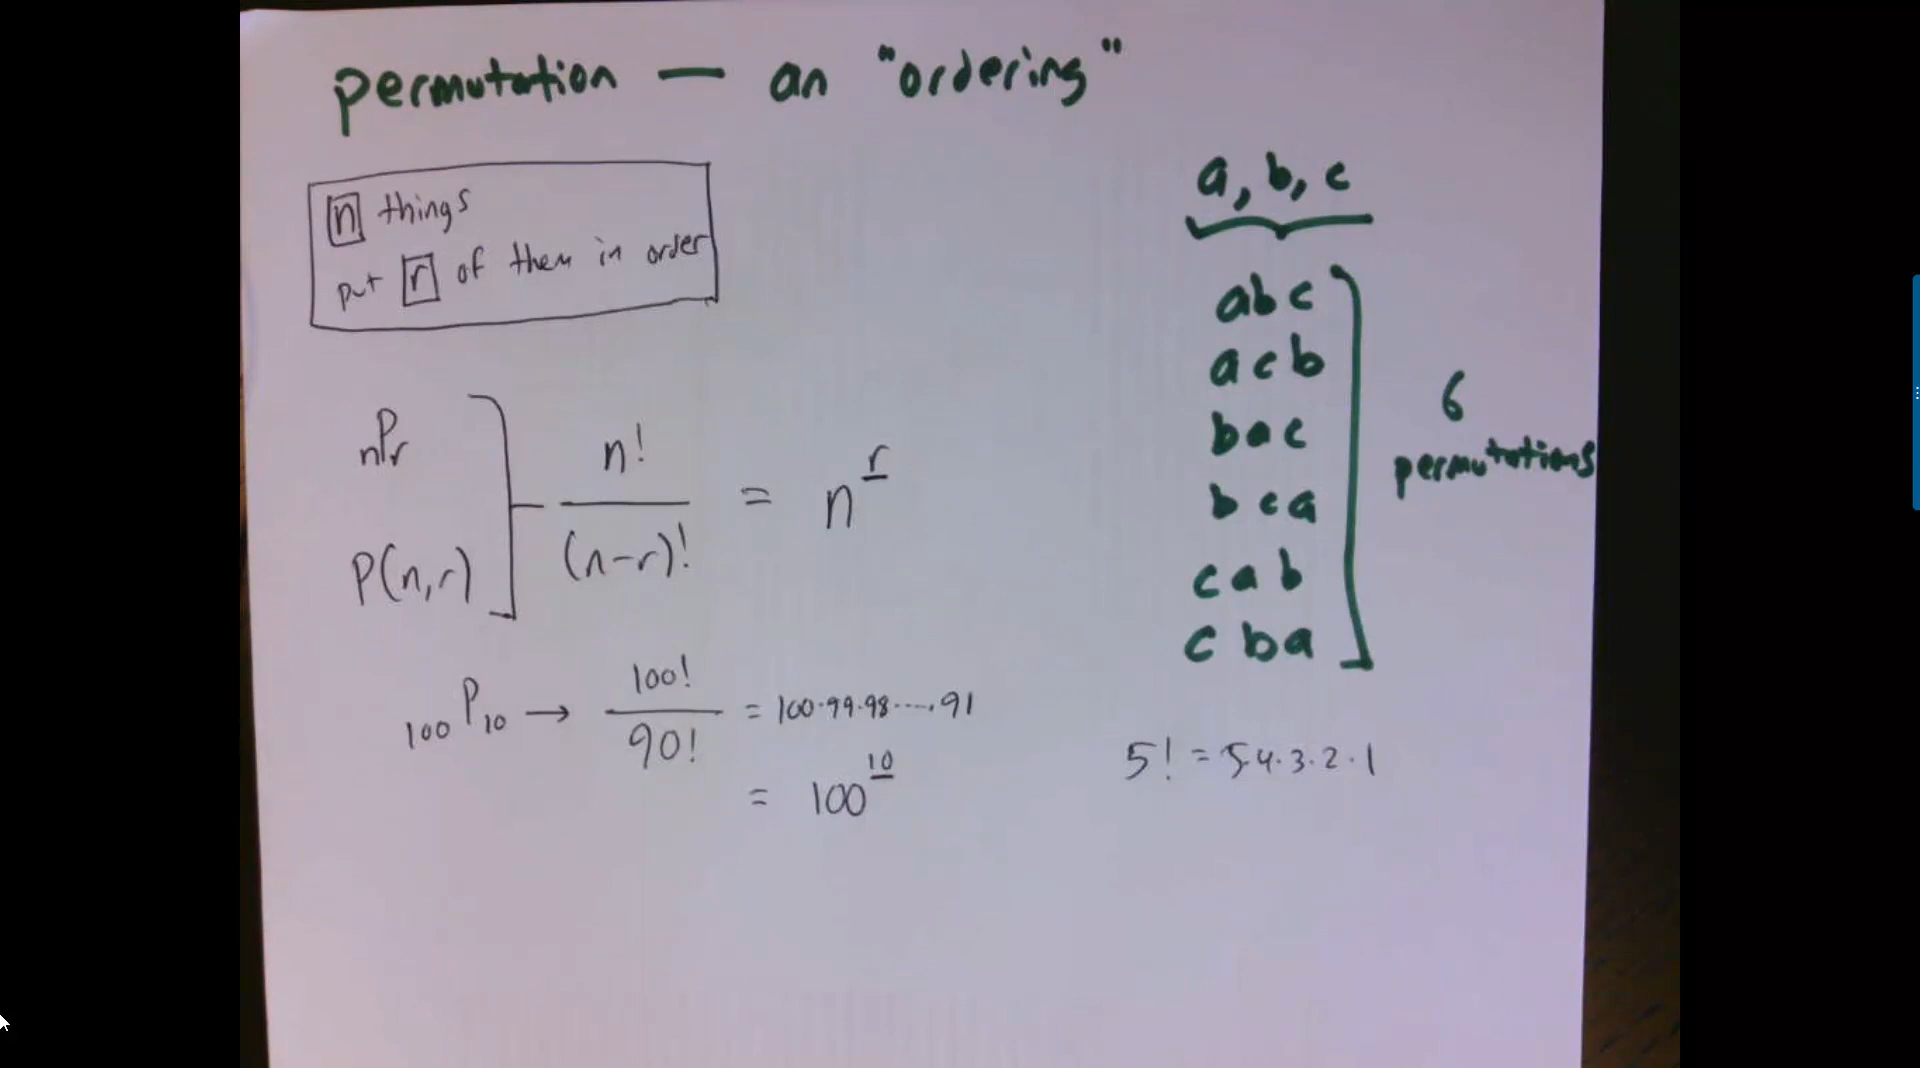 permutation — an "ordering"
n things
put r of them in order
nPr
P(n,r)
n!
(n-r)!
= n^r
100P10 →
100!
90!
= 100·99·98·...·91
= 100^10
a, b, c
abc
acb
bac
bca
cab
cba
6
permutations
5! = 5·4·3·2·1